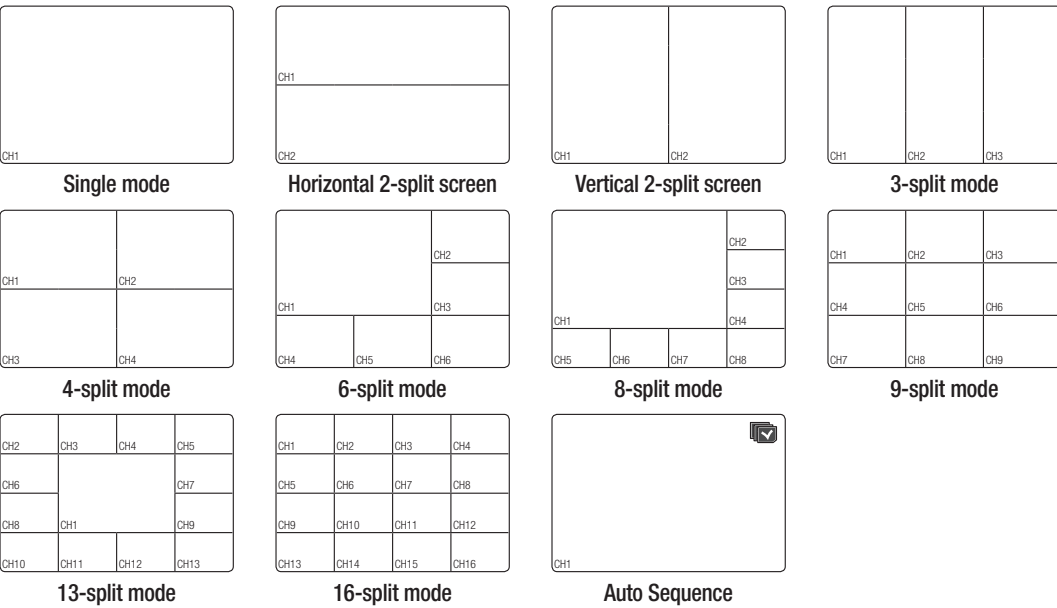 CH1
Single mode
CH1
CH2
Horizontal 2-split screen
CH1 CH2
Vertical 2-split screen
CH1 CH2 CH3
3-split mode
CH1 CH2
CH3 CH4
4-split mode
CH2
CH1 CH3
CH4 CH5 CH6
6-split mode
CH2
CH3
CH1 CH4
CH5 CH6 CH7 CH8
8-split mode
CH1 CH2 CH3
CH4 CH5 CH6
CH7 CH8 CH9
9-split mode
CH2 CH3 CH4 CH5
CH6 CH7
CH8 CH1 CH9
CH10 CH11 CH12 CH13
13-split mode
CH1 CH2 CH3 CH4
CH5 CH6 CH7 CH8
CH9 CH10 CH11 CH12
CH13 CH14 CH15 CH16
16-split mode
CH1
Auto Sequence